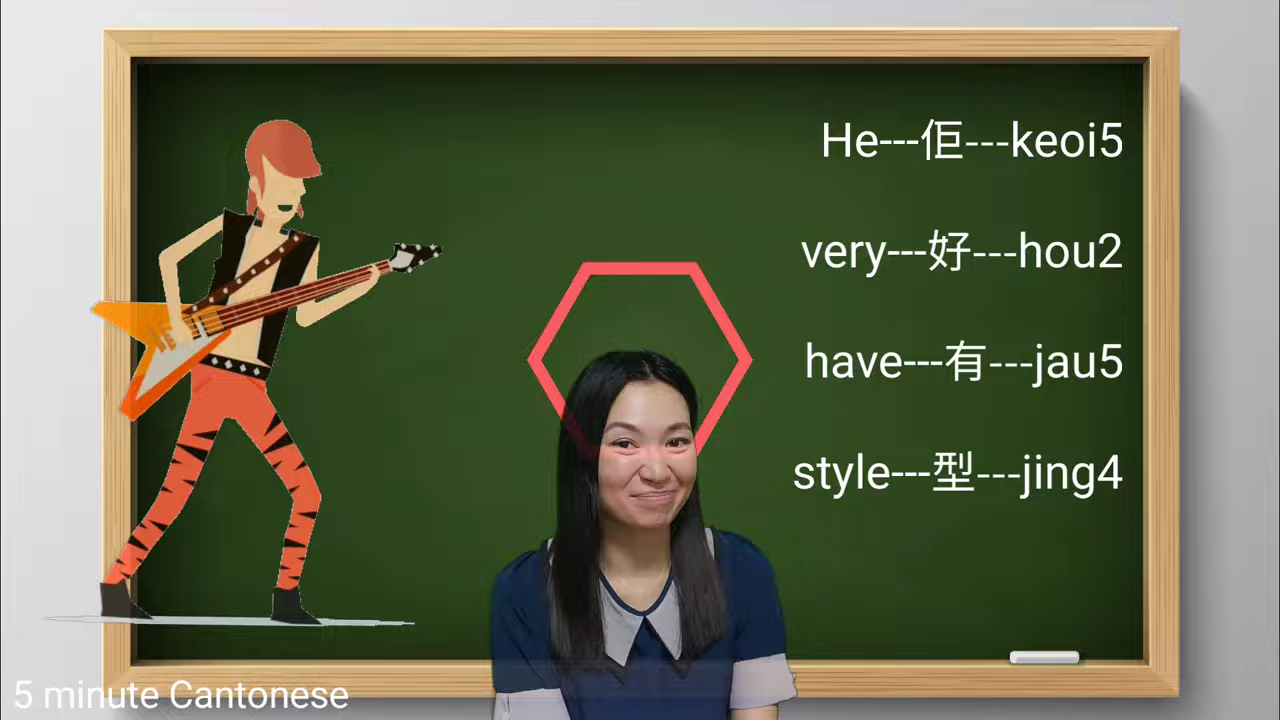 He---佢---keoi5
very---好---hou2
have---有---jau5
style---型---jing4
5 minute Cantonese